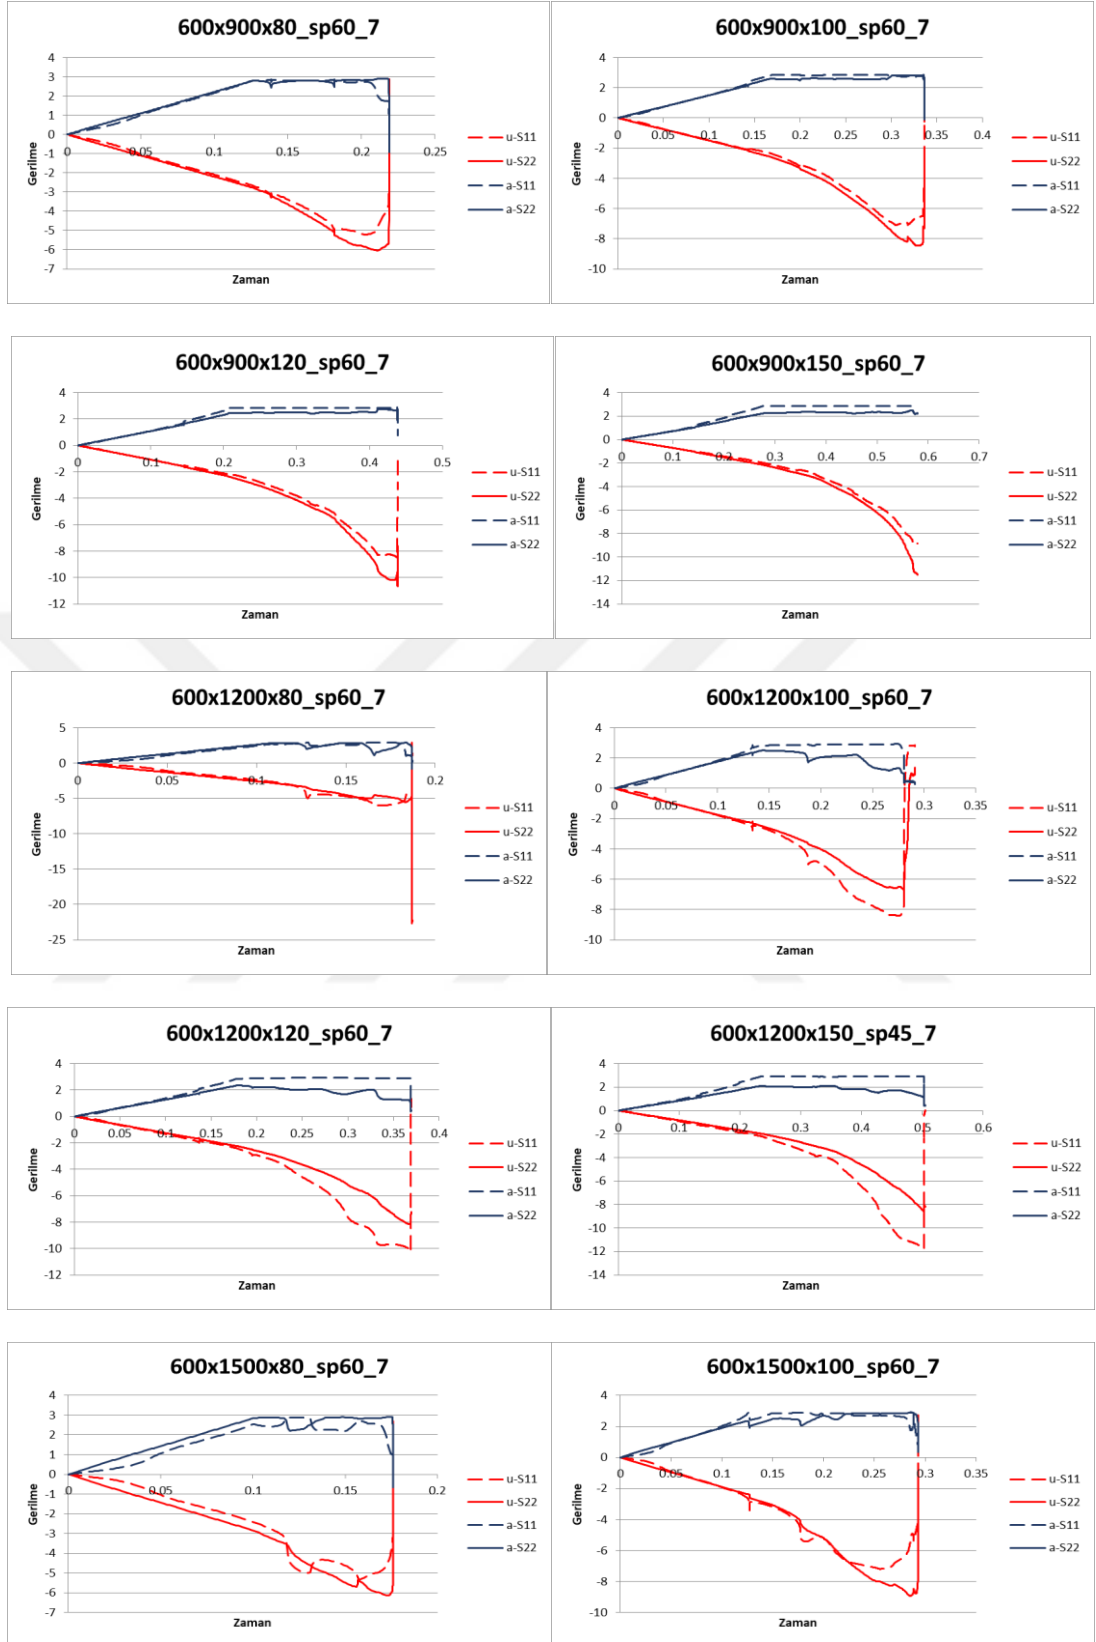 600x900x80_sp60_7
4
3
2
1
0
-1
-2
-3
-4
-5
-6
-7
0 0.05 0.1 0.15 0.2 0.25
Gerilme
Zaman
u-S11
u-S22
a-S11
a-S22
600x900x100_sp60_7
4
2
0
-2
-4
-6
-8
-10
0 0.05 0.1 0.15 0.2 0.25 0.3 0.35 0.4
Gerilme
Zaman
u-S11
u-S22
a-S11
a-S22
600x900x120_sp60_7
4
2
0
-2
-4
-6
-8
-10
-12
0 0.1 0.2 0.3 0.4 0.5
Gerilme
Zaman
u-S11
u-S22
a-S11
a-S22
600x900x150_sp60_7
4
2
0
-2
-4
-6
-8
-10
-12
-14
0 0.1 0.2 0.3 0.4 0.5 0.6 0.7
Gerilme
Zaman
u-S11
u-S22
a-S11
a-S22
600x1200x80_sp60_7
5
0
-5
-10
-15
-20
-25
0 0.05 0.1 0.15 0.2
Gerilme
Zaman
u-S11
u-S22
a-S11
a-S22
600x1200x100_sp60_7
4
2
0
-2
-4
-6
-8
-10
0 0.05 0.1 0.15 0.2 0.25 0.3 0.35
Gerilme
Zaman
u-S11
u-S22
a-S11
a-S22
600x1200x120_sp60_7
4
2
0
-2
-4
-6
-8
-10
-12
0 0.05 0.1 0.15 0.2 0.25 0.3 0.35 0.4
Gerilme
Zaman
u-S11
u-S22
a-S11
a-S22
600x1200x150_sp45_7
4
2
0
-2
-4
-6
-8
-10
-12
-14
0 0.1 0.2 0.3 0.4 0.5 0.6
Gerilme
Zaman
u-S11
u-S22
a-S11
a-S22
600x1500x80_sp60_7
4
3
2
1
0
-1
-2
-3
-4
-5
-6
-7
0 0.05 0.1 0.15 0.2
Gerilme
Zaman
u-S11
u-S22
a-S11
a-S22
600x1500x100_sp60_7
4
2
0
-2
-4
-6
-8
-10
0 0.05 0.1 0.15 0.2 0.25 0.3 0.35
Gerilme
Zaman
u-S11
u-S22
a-S11
a-S22